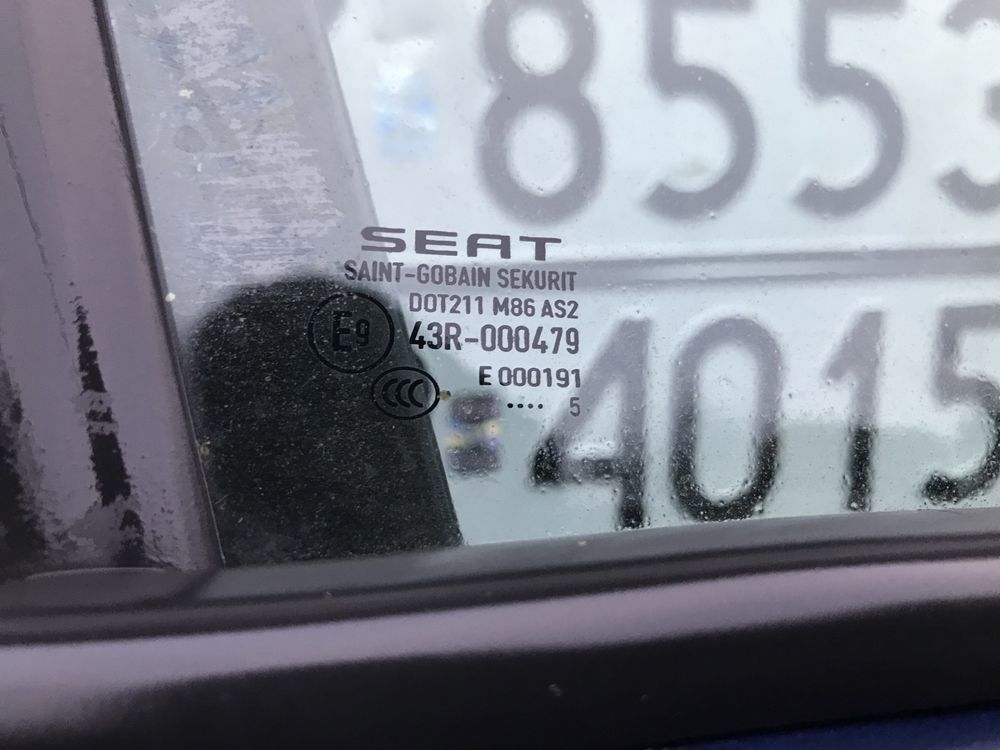 8553
SEAT
SAINT-GOBAIN SEKURIT
DOT211 M86 AS2
E9 43R-000479
E 000191
CCC .... 5
4015